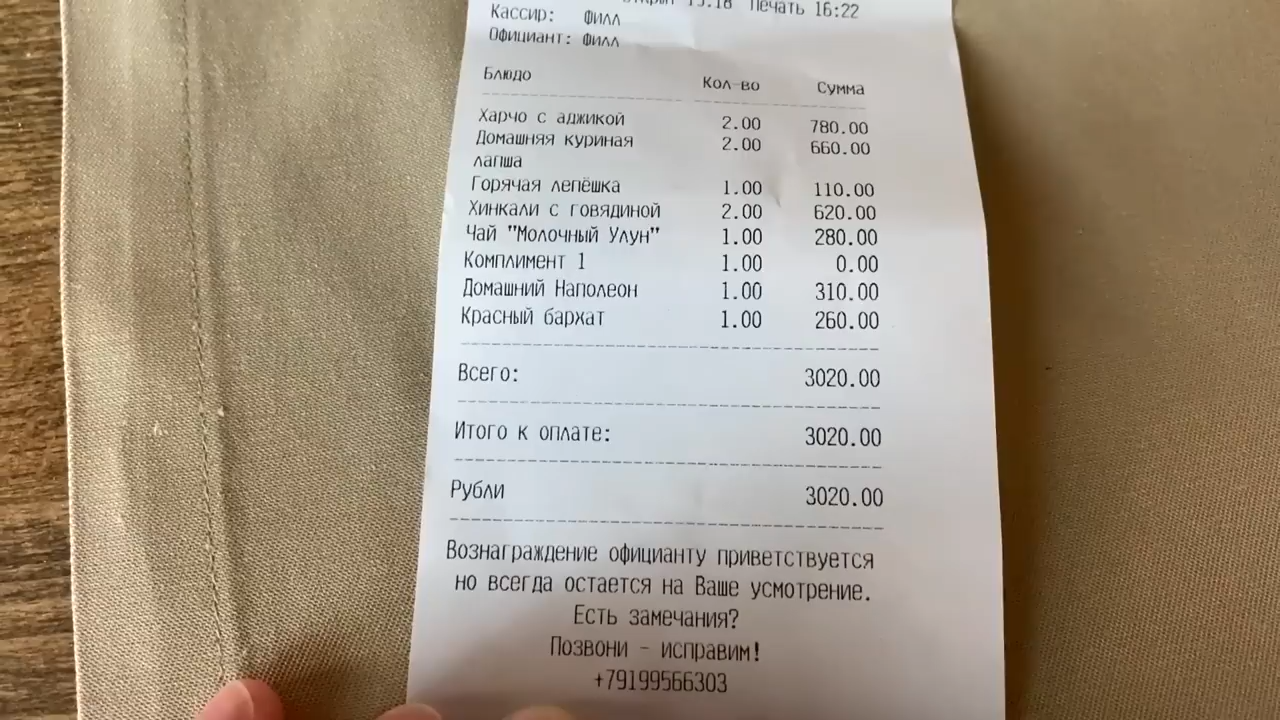 Печать 16:22
Кассир: Филл
Официант: Филл
Блюдо Кол-во Сумма
Харчо с аджикой 2.00 780.00
Домашняя куриная 2.00 660.00
лапша
Горячая лепёшка 1.00 110.00
Хинкали с говядиной 2.00 620.00
Чай "Молочный Улун" 1.00 280.00
Комплимент 1 1.00 0.00
Домашний Наполеон 1.00 310.00
Красный бархат 1.00 260.00
Всего: 3020.00
Итого к оплате: 3020.00
Рубли 3020.00
Вознаграждение официанту приветствуется
но всегда остается на Ваше усмотрение.
Есть замечания?
Позвони - исправим!
+79199566303